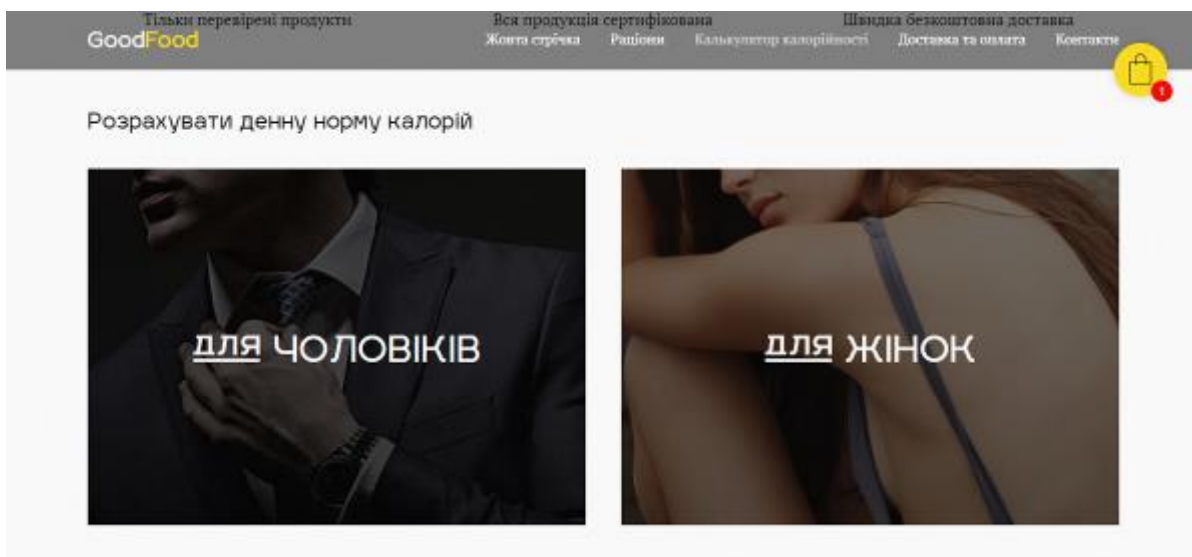 Тільки перевірені продукти Вся продукція сертифікована Швидка безкоштовна доставка
GoodFood Жовта стрічка Раціони Калькулятор калорійності Доставка та оплата Контакти
1
Розрахувати денну норму калорій
для ЧОЛОВІКІВ
для ЖІНОК